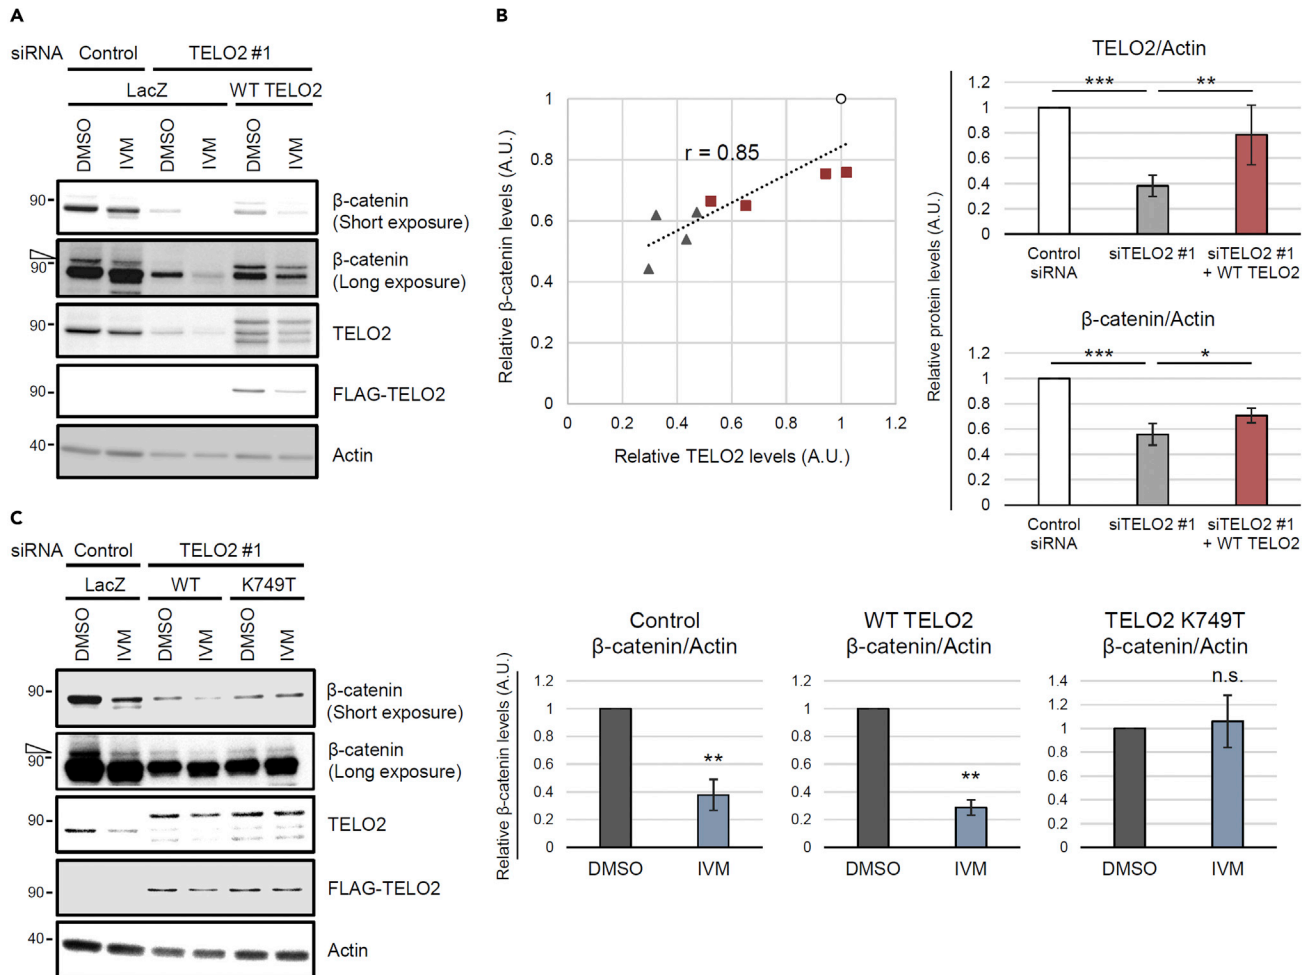 A
siRNA Control TELO2 #1
LacZ WT TELO2
DMSO IVM DMSO IVM DMSO IVM
90 β-catenin
(Short exposure)
90 β-catenin
(Long exposure)
90 TELO2
90 FLAG-TELO2
40 Actin
B
Relative β-catenin levels (A.U.)
1
0.8
0.6
0.4
0.2
0
r = 0.85
0 0.2 0.4 0.6 0.8 1 1.2
Relative TELO2 levels (A.U.)
Relative protein levels (A.U.)
TELO2/Actin
1.2
1
0.8
0.6
0.4
0.2
0
*** **
Control siTELO2 #1 siTELO2 #1
siRNA + WT TELO2
β-catenin/Actin
1.2
1
0.8
0.6
0.4
0.2
0
*** *
Control siTELO2 #1 siTELO2 #1
siRNA + WT TELO2
C
siRNA Control TELO2 #1
LacZ WT K749T
DMSO IVM DMSO IVM DMSO IVM
90 β-catenin
(Short exposure)
90 β-catenin
(Long exposure)
90 TELO2
90 FLAG-TELO2
40 Actin
Relative β-catenin levels (A.U.)
Control
β-catenin/Actin
1.2
1
0.8
0.6
0.4
0.2
0
**
DMSO IVM
WT TELO2
β-catenin/Actin
1.2
1
0.8
0.6
0.4
0.2
0
**
DMSO IVM
TELO2 K749T
β-catenin/Actin
1.4
1.2
1
0.8
0.6
0.4
0.2
0
n.s.
DMSO IVM